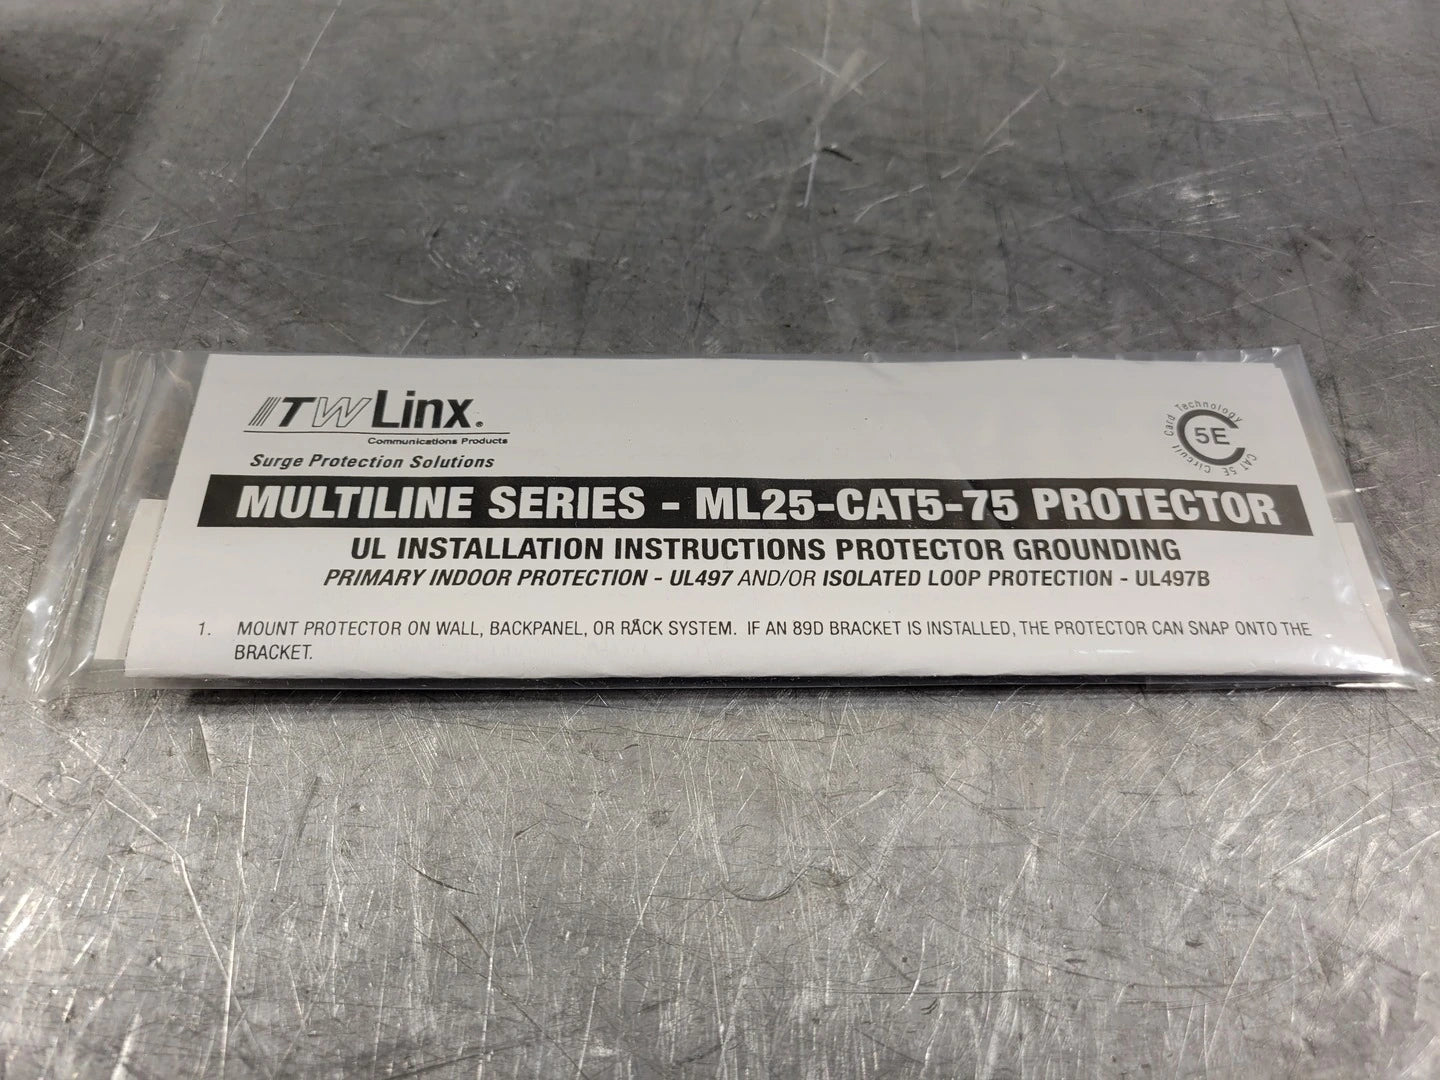 ITW Linx®
Communications Products
Surge Protection Solutions
5E
CAT 5E Circuit Card Technology
MULTILINE SERIES - ML25-CAT5-75 PROTECTOR
UL INSTALLATION INSTRUCTIONS PROTECTOR GROUNDING
PRIMARY INDOOR PROTECTION - UL497 AND/OR ISOLATED LOOP PROTECTION - UL497B
1. MOUNT PROTECTOR ON WALL, BACKPANEL, OR RACK SYSTEM. IF AN 89D BRACKET IS INSTALLED, THE PROTECTOR CAN SNAP ONTO THE
BRACKET.